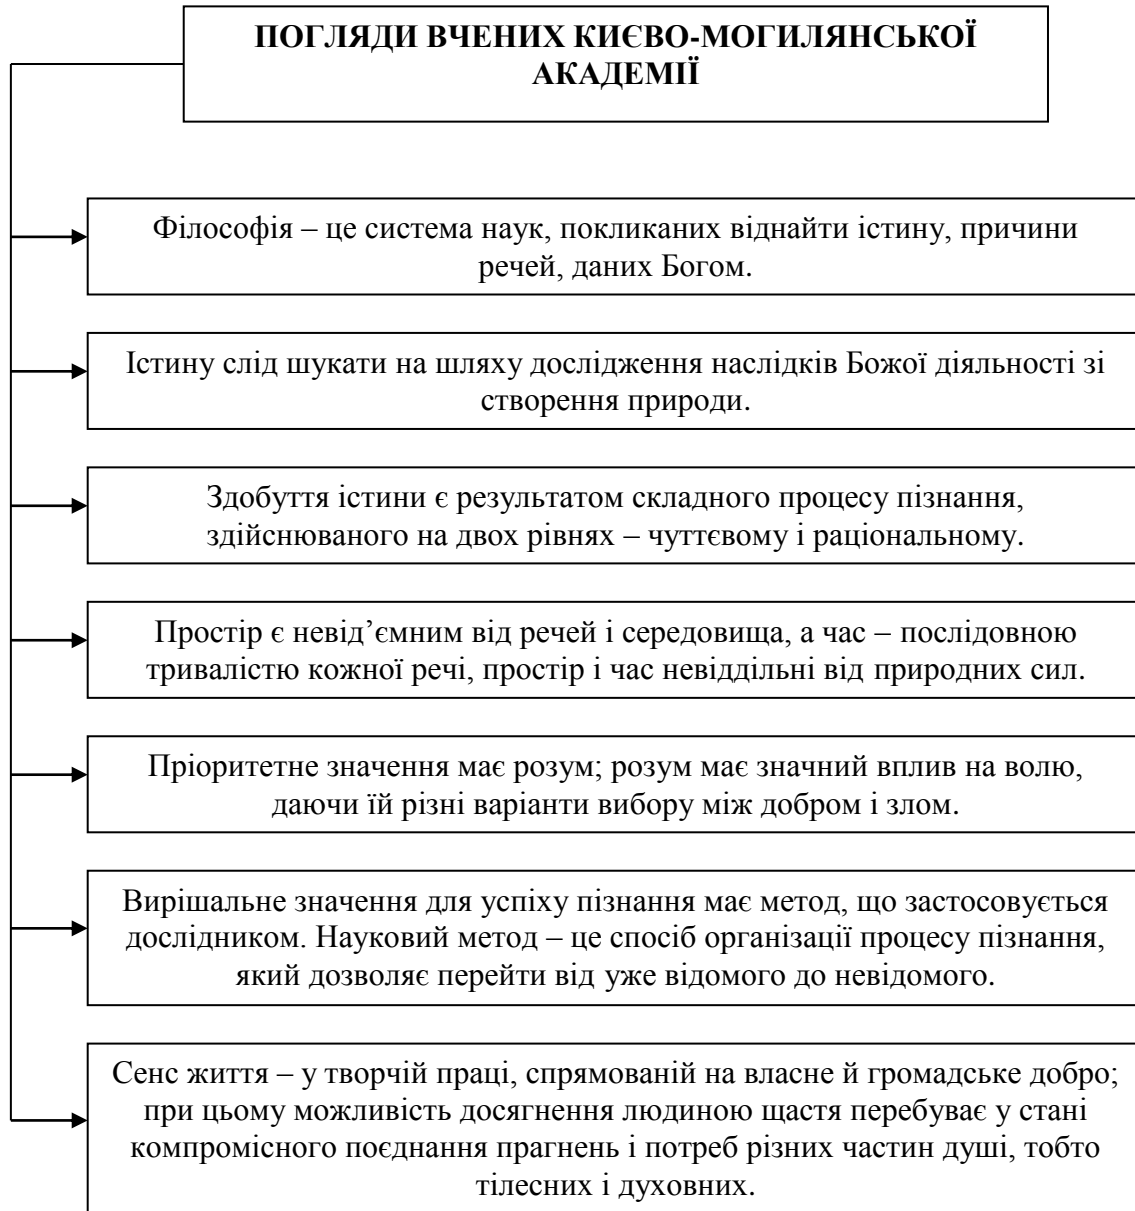 ПОГЛЯДИ ВЧЕНИХ КИЄВО-МОГИЛЯНСЬКОЇ
АКАДЕМІЇ
Філософія – це система наук, покликаних віднайти істину, причини
речей, даних Богом.
Істину слід шукати на шляху дослідження наслідків Божої діяльності зі
створення природи.
Здобуття істини є результатом складного процесу пізнання,
здійснюваного на двох рівнях – чуттєвому і раціональному.
Простір є невід’ємним від речей і середовища, а час – послідовною
тривалістю кожної речі, простір і час невіддільні від природних сил.
Пріоритетне значення має розум; розум має значний вплив на волю,
даючи їй різні варіанти вибору між добром і злом.
Вирішальне значення для успіху пізнання має метод, що застосовується
дослідником. Науковий метод – це спосіб організації процесу пізнання,
який дозволяє перейти від уже відомого до невідомого.
Сенс життя – у творчій праці, спрямованій на власне й громадське добро;
при цьому можливість досягнення людиною щастя перебуває у стані
компромісного поєднання прагнень і потреб різних частин душі, тобто
тілесних і духовних.